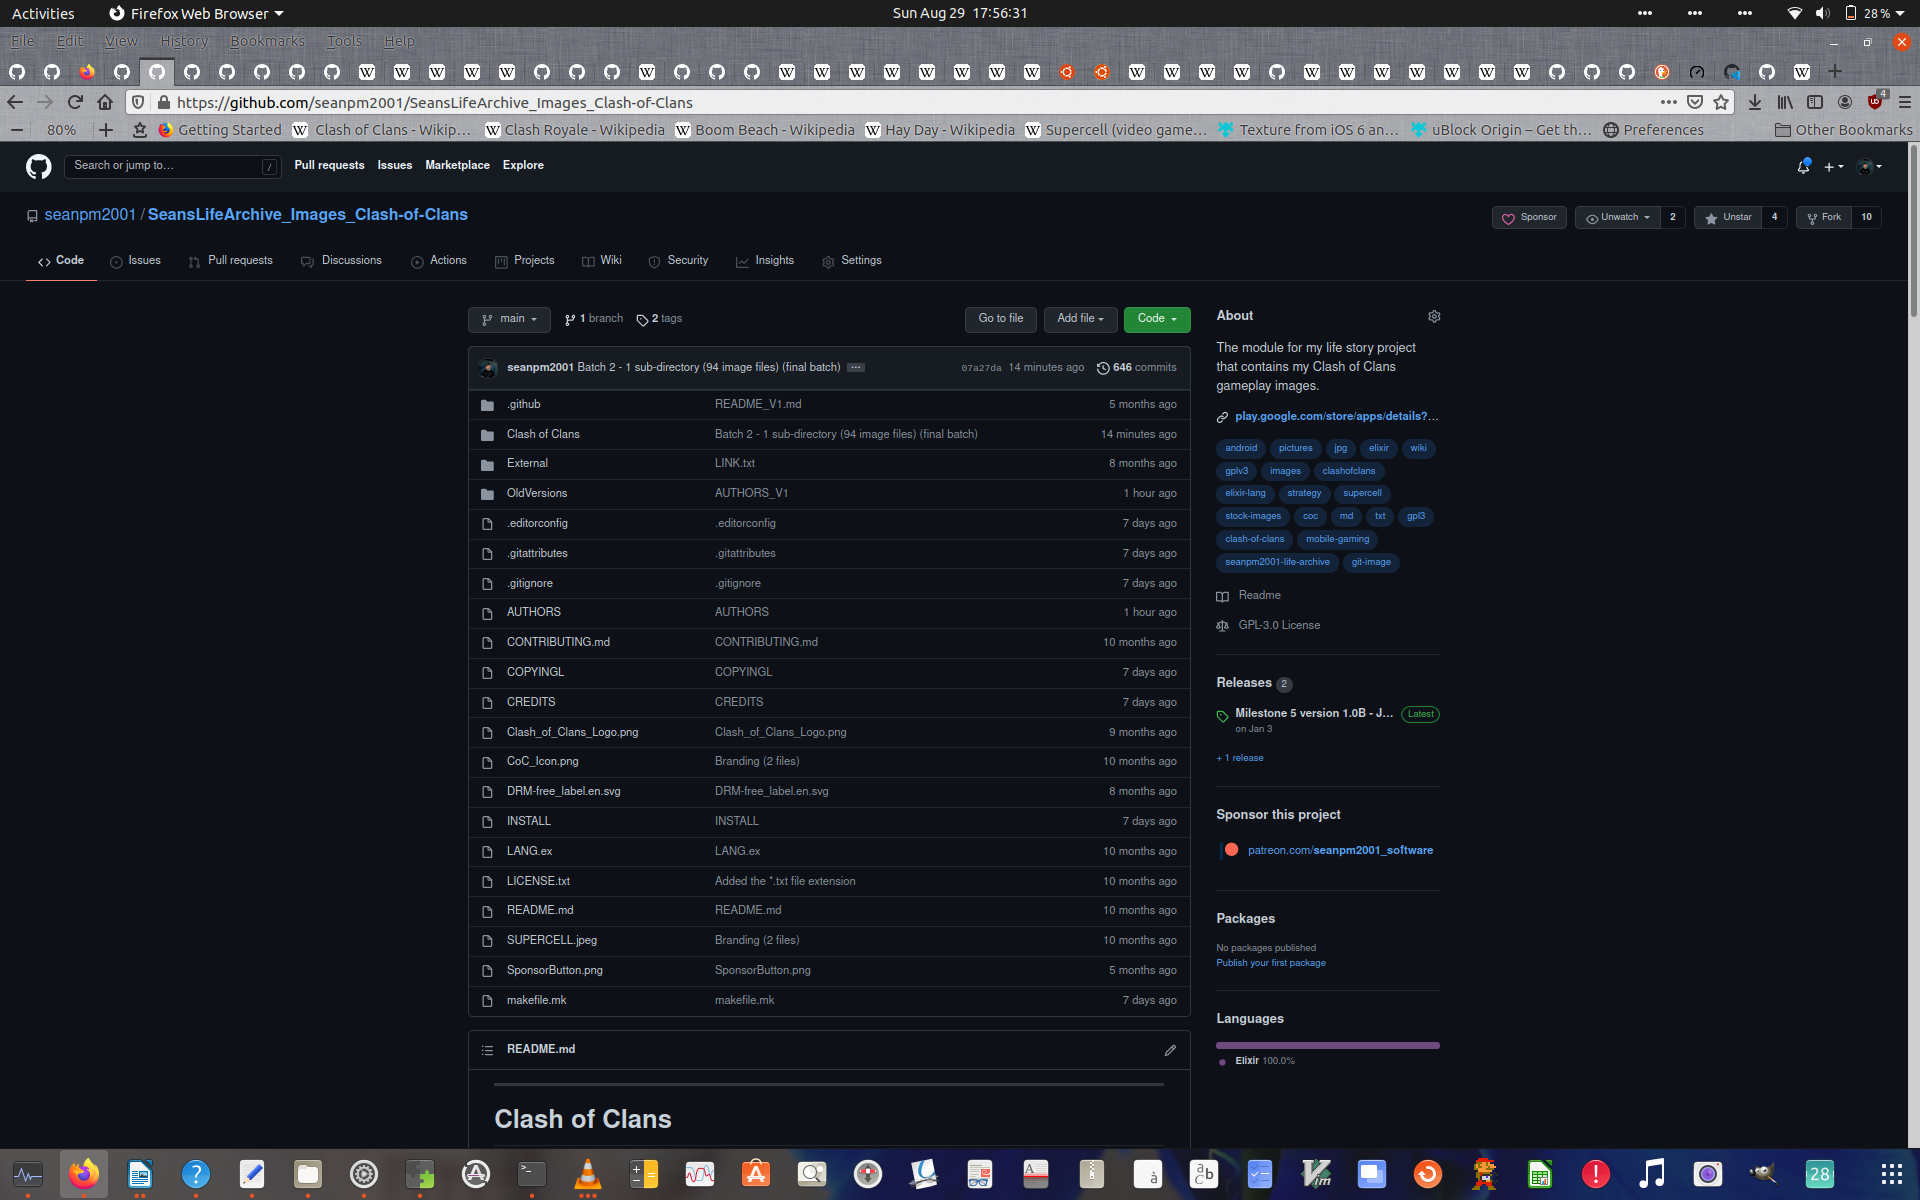 Activities
Firefox Web Browser
Sun Aug 29 17:56:31
28 %
File Edit View History Bookmarks Tools Help
https://github.com/seanpm2001/SeansLifeArchive_Images_Clash-of-Clans
4
80%
Getting Started
Clash of Clans - Wikip…
Clash Royale - Wikipedia
Boom Beach - Wikipedia
Hay Day - Wikipedia
Supercell (video game…
Texture from iOS 6 an…
uBlock Origin – Get th…
Preferences
Other Bookmarks
Search or jump to… /
Pull requests Issues Marketplace Explore
seanpm2001 / SeansLifeArchive_Images_Clash-of-Clans
Sponsor
Unwatch 2
Unstar 4
Fork 10
Code Issues Pull requests Discussions Actions Projects Wiki Security Insights Settings
main
1 branch
2 tags
Go to file
Add file
Code
seanpm2001 Batch 2 - 1 sub-directory (94 image files) (final batch) ... 07a27da 14 minutes ago 646 commits
.github README_V1.md 5 months ago
Clash of Clans Batch 2 - 1 sub-directory (94 image files) (final batch) 14 minutes ago
External LINK.txt 8 months ago
OldVersions AUTHORS_V1 1 hour ago
.editorconfig .editorconfig 7 days ago
.gitattributes .gitattributes 7 days ago
.gitignore .gitignore 7 days ago
AUTHORS AUTHORS 1 hour ago
CONTRIBUTING.md CONTRIBUTING.md 10 months ago
COPYINGL COPYINGL 7 days ago
CREDITS CREDITS 7 days ago
Clash_of_Clans_Logo.png Clash_of_Clans_Logo.png 9 months ago
CoC_Icon.png Branding (2 files) 10 months ago
DRM-free_label.en.svg DRM-free_label.en.svg 8 months ago
INSTALL INSTALL 7 days ago
LANG.ex LANG.ex 10 months ago
LICENSE.txt Added the *.txt file extension 10 months ago
README.md README.md 10 months ago
SUPERCELL.jpeg Branding (2 files) 10 months ago
SponsorButton.png SponsorButton.png 5 months ago
makefile.mk makefile.mk 7 days ago
README.md
Clash of Clans
About
The module for my life story project
that contains my Clash of Clans
gameplay images.
play.google.com/store/apps/details?…
android pictures jpg elixir wiki
gplv3 images clashofclans
elixir-lang strategy supercell
stock-images coc md txt gpl3
clash-of-clans mobile-gaming
seanpm2001-life-archive git-image
Readme
GPL-3.0 License
Releases 2
Milestone 5 version 1.0B - J… Latest
on Jan 3
+ 1 release
Sponsor this project
patreon.com/seanpm2001_software
Packages
No packages published
Publish your first package
Languages
Elixir 100.0%
28